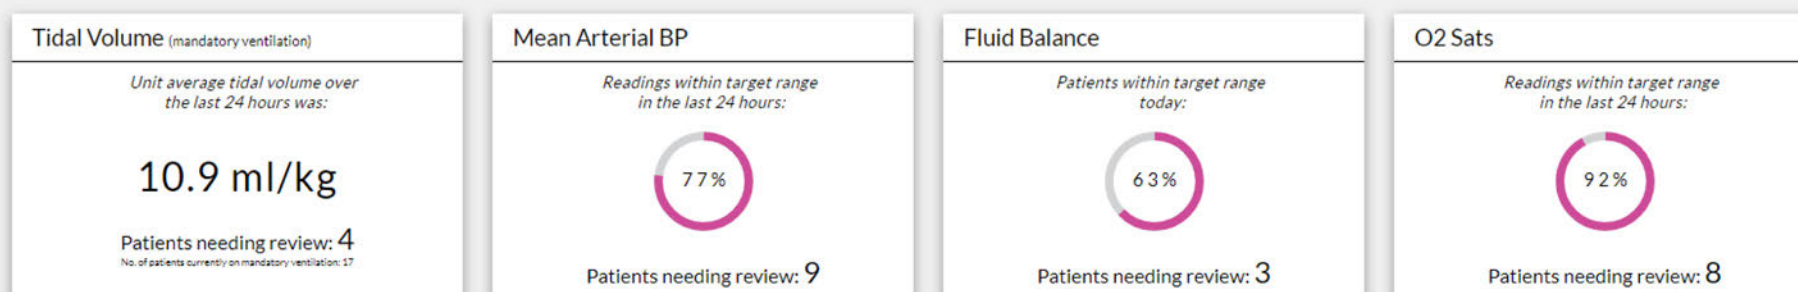 Tidal Volume (mandatory ventilation)
Unit average tidal volume over
the last 24 hours was:
10.9 ml/kg
Patients needing review: 4
No. of patients currently on mandatory ventilation: 17
Mean Arterial BP
Readings within target range
in the last 24 hours:
77%
Patients needing review: 9
Fluid Balance
Patients within target range
today:
63%
Patients needing review: 3
O2 Sats
Readings within target range
in the last 24 hours:
92%
Patients needing review: 8